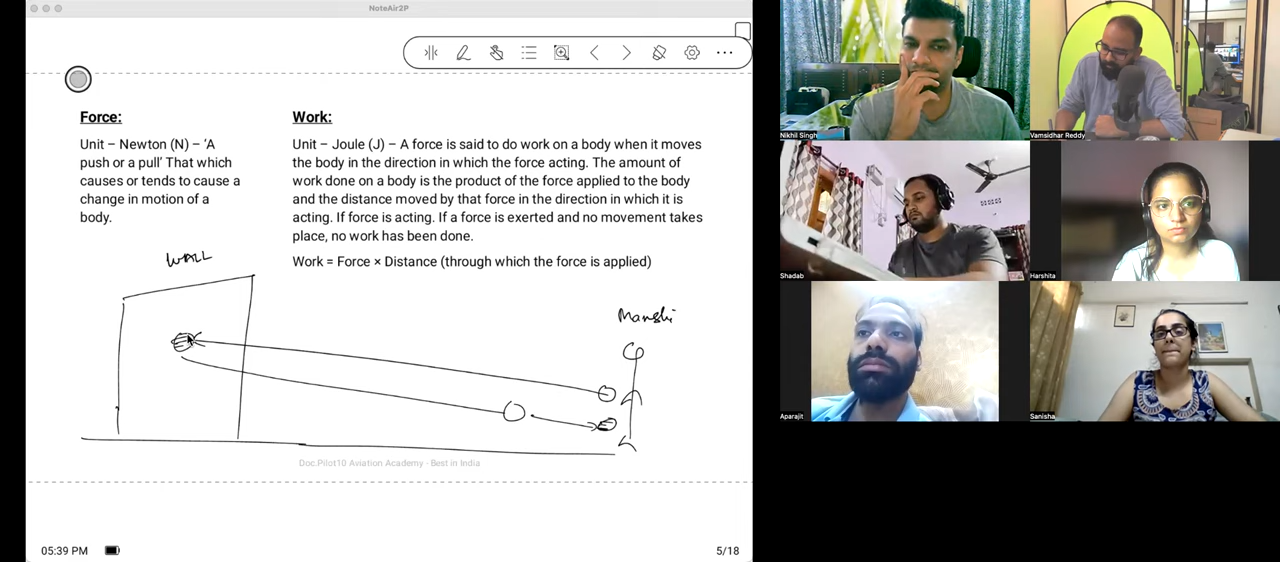 NoteAir2P
Force:
Unit – Newton (N) – ‘A
push or a pull’ That which
causes or tends to cause a
change in motion of a
body.
Work:
Unit – Joule (J) – A force is said to do work on a body when it moves
the body in the direction in which the force acting. The amount of
work done on a body is the product of the force applied to the body
and the distance moved by that force in the direction in which it is
acting. If force is acting. If a force is exerted and no movement takes
place, no work has been done.
Work = Force × Distance (through which the force is applied)
WALL
Manshi
Doc.Pilot10 Aviation Academy - Best in India
05:39 PM
5/18
Nikhil Singh
Vamsidhar Reddy
Shadab
Harshita
Aparajit
Sanisha